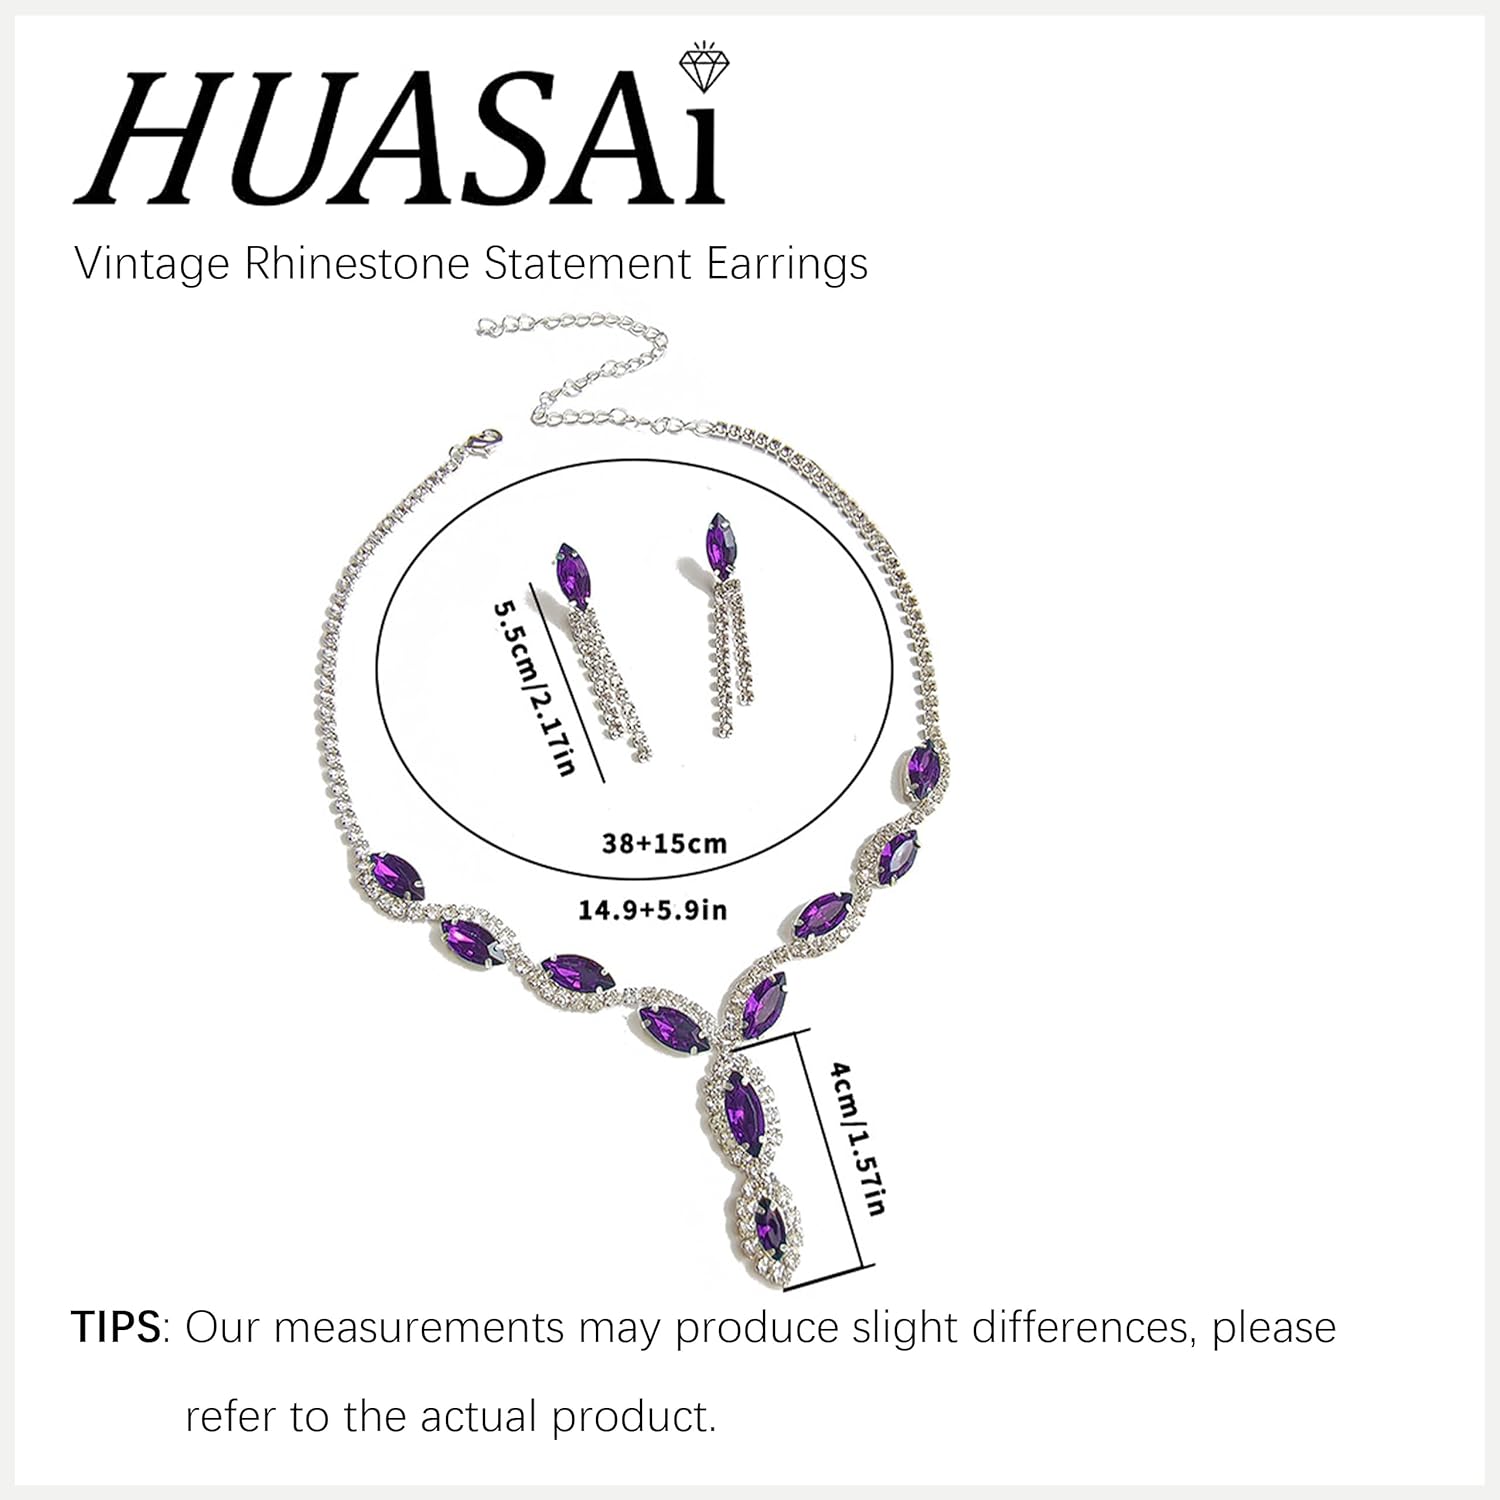 HUASAi
Vintage Rhinestone Statement Earrings
5.5cm/2.17in
38+15cm
14.9+5.9in
4cm/1.57in
TIPS: Our measurements may produce slight differences, please
refer to the actual product.